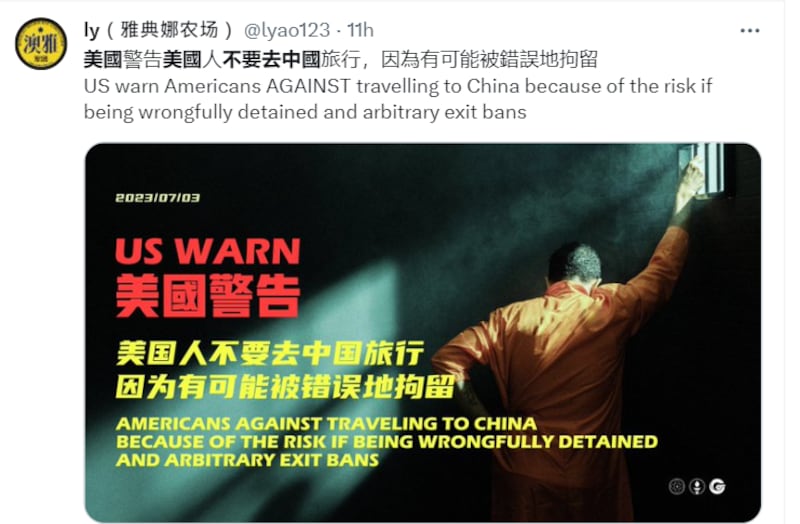 ly（雅典娜农场） @lyao123 · 11h
美國警告美國人不要去中國旅行，因為有可能被錯誤地拘留
US warn Americans AGAINST travelling to China because of the risk if
being wrongfully detained and arbitrary exit bans
2023/07/03
US WARN
美國警告
美国人不要去中国旅行
因为有可能被错误地拘留
AMERICANS AGAINST TRAVELING TO CHINA
BECAUSE OF THE RISK IF BEING WRONGFULLY DETAINED
AND ARBITRARY EXIT BANS